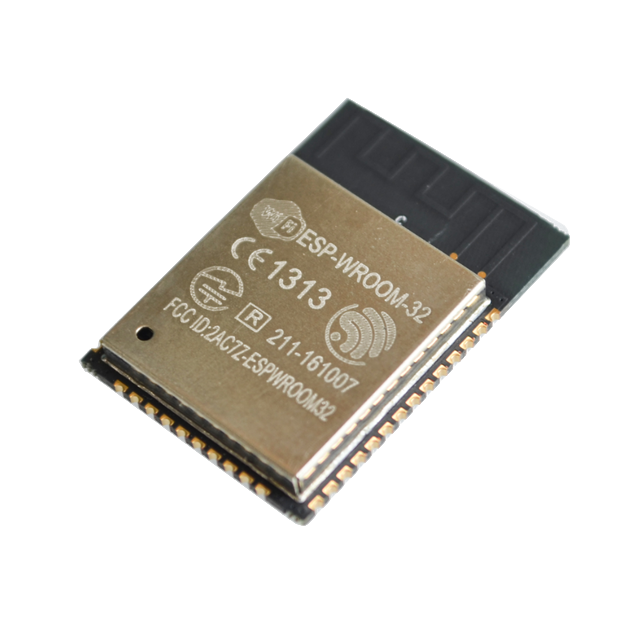 ESP-WROOM-32
CE1313
R 211-161007
FCC ID:2AC7Z-ESPWROOM32